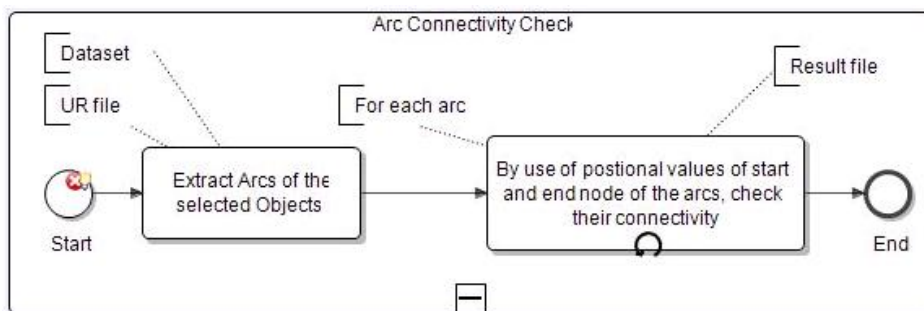 Arc Connectivity Check
Dataset
UR file
For each arc
Result file
Extract Arcs of the
selected Objects
By use of postional values of start
and end node of the arcs, check
their connectivity
Start
End